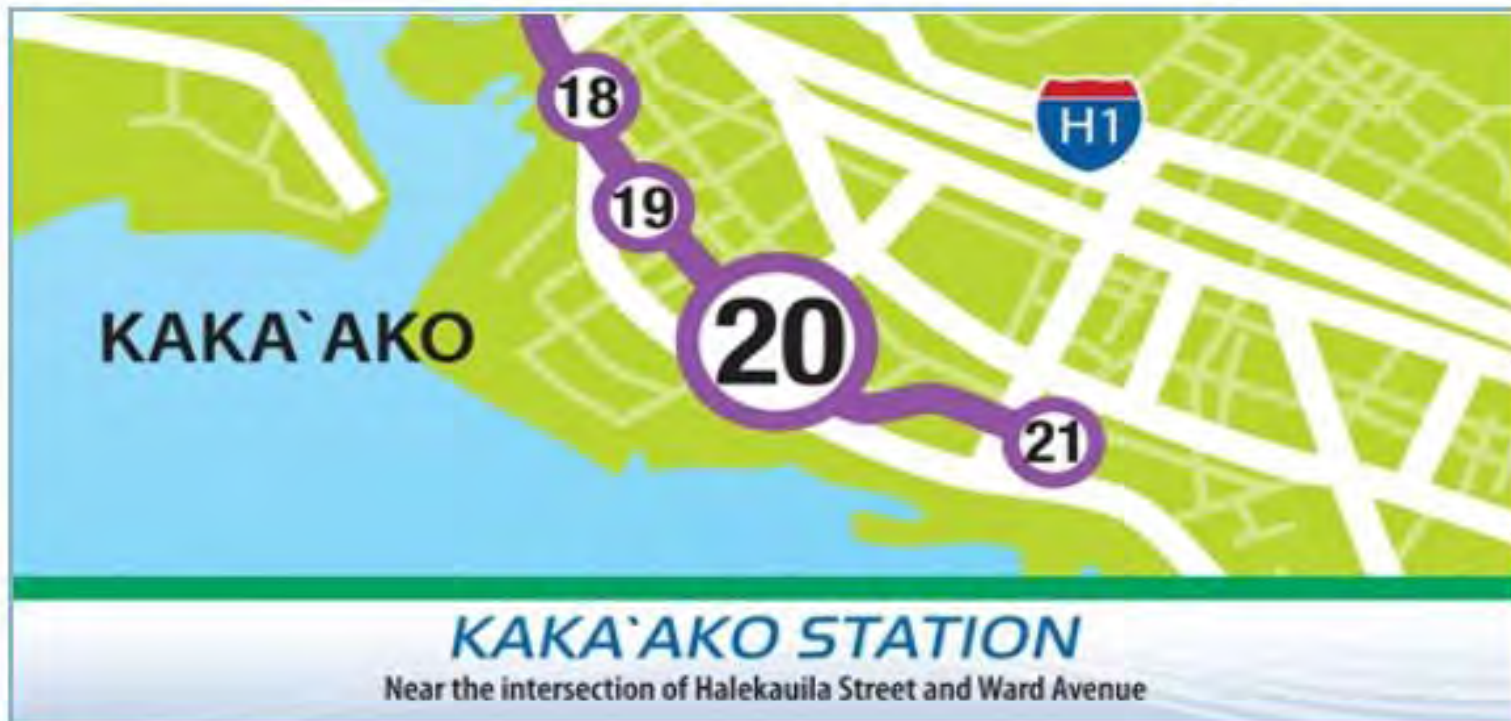 18
H1
19
KAKA`AKO
20
21
KAKA`AKO STATION
Near the intersection of Halekauila Street and Ward Avenue